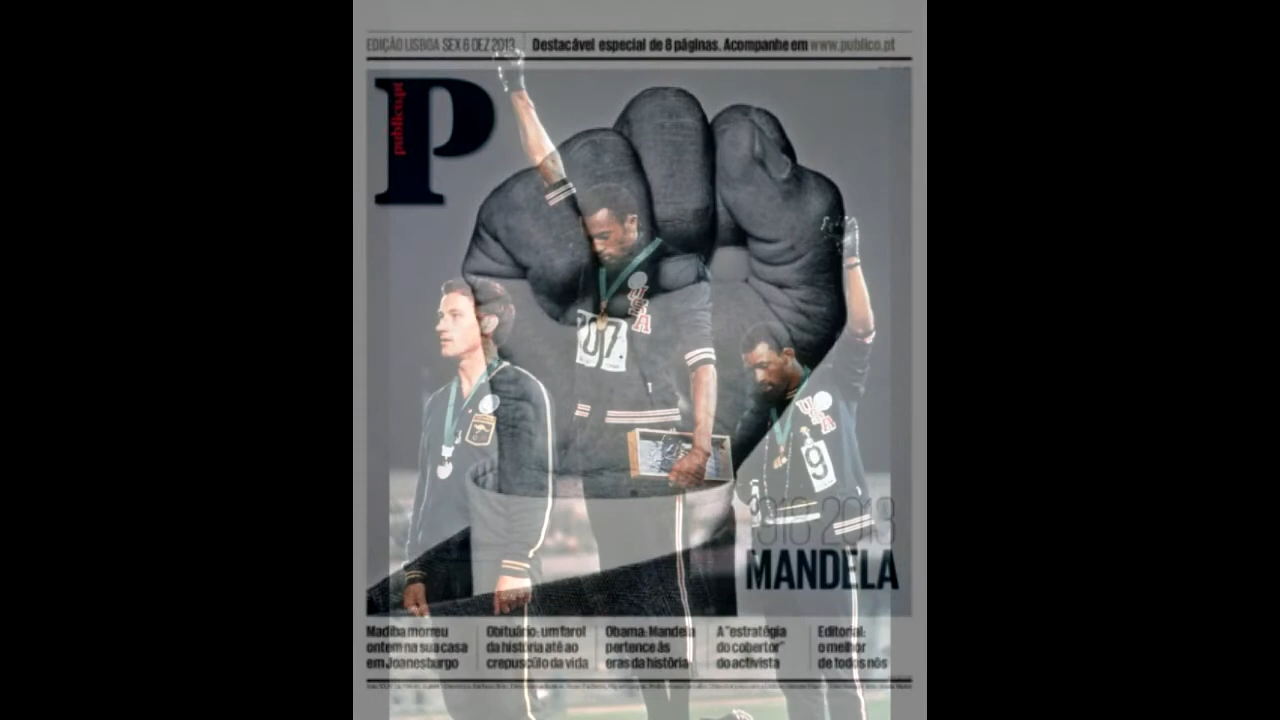 EDIÇÃO LISBOA SEX 6 DEZ 2013
Destacável especial de 8 páginas. Acompanhe em www.publico.pt
P
publico.pt
USA
307
USA
9
1918-2013
MANDELA
Madiba morreu
ontem na sua casa
em Joanesburgo
Obituário: um farol
da história até ao
crepúsculo da vida
Obama: Mandela
pertence às
eras da história
A "estratégia
do cobertor"
do activista
Editorial:
o melhor
de todos nós